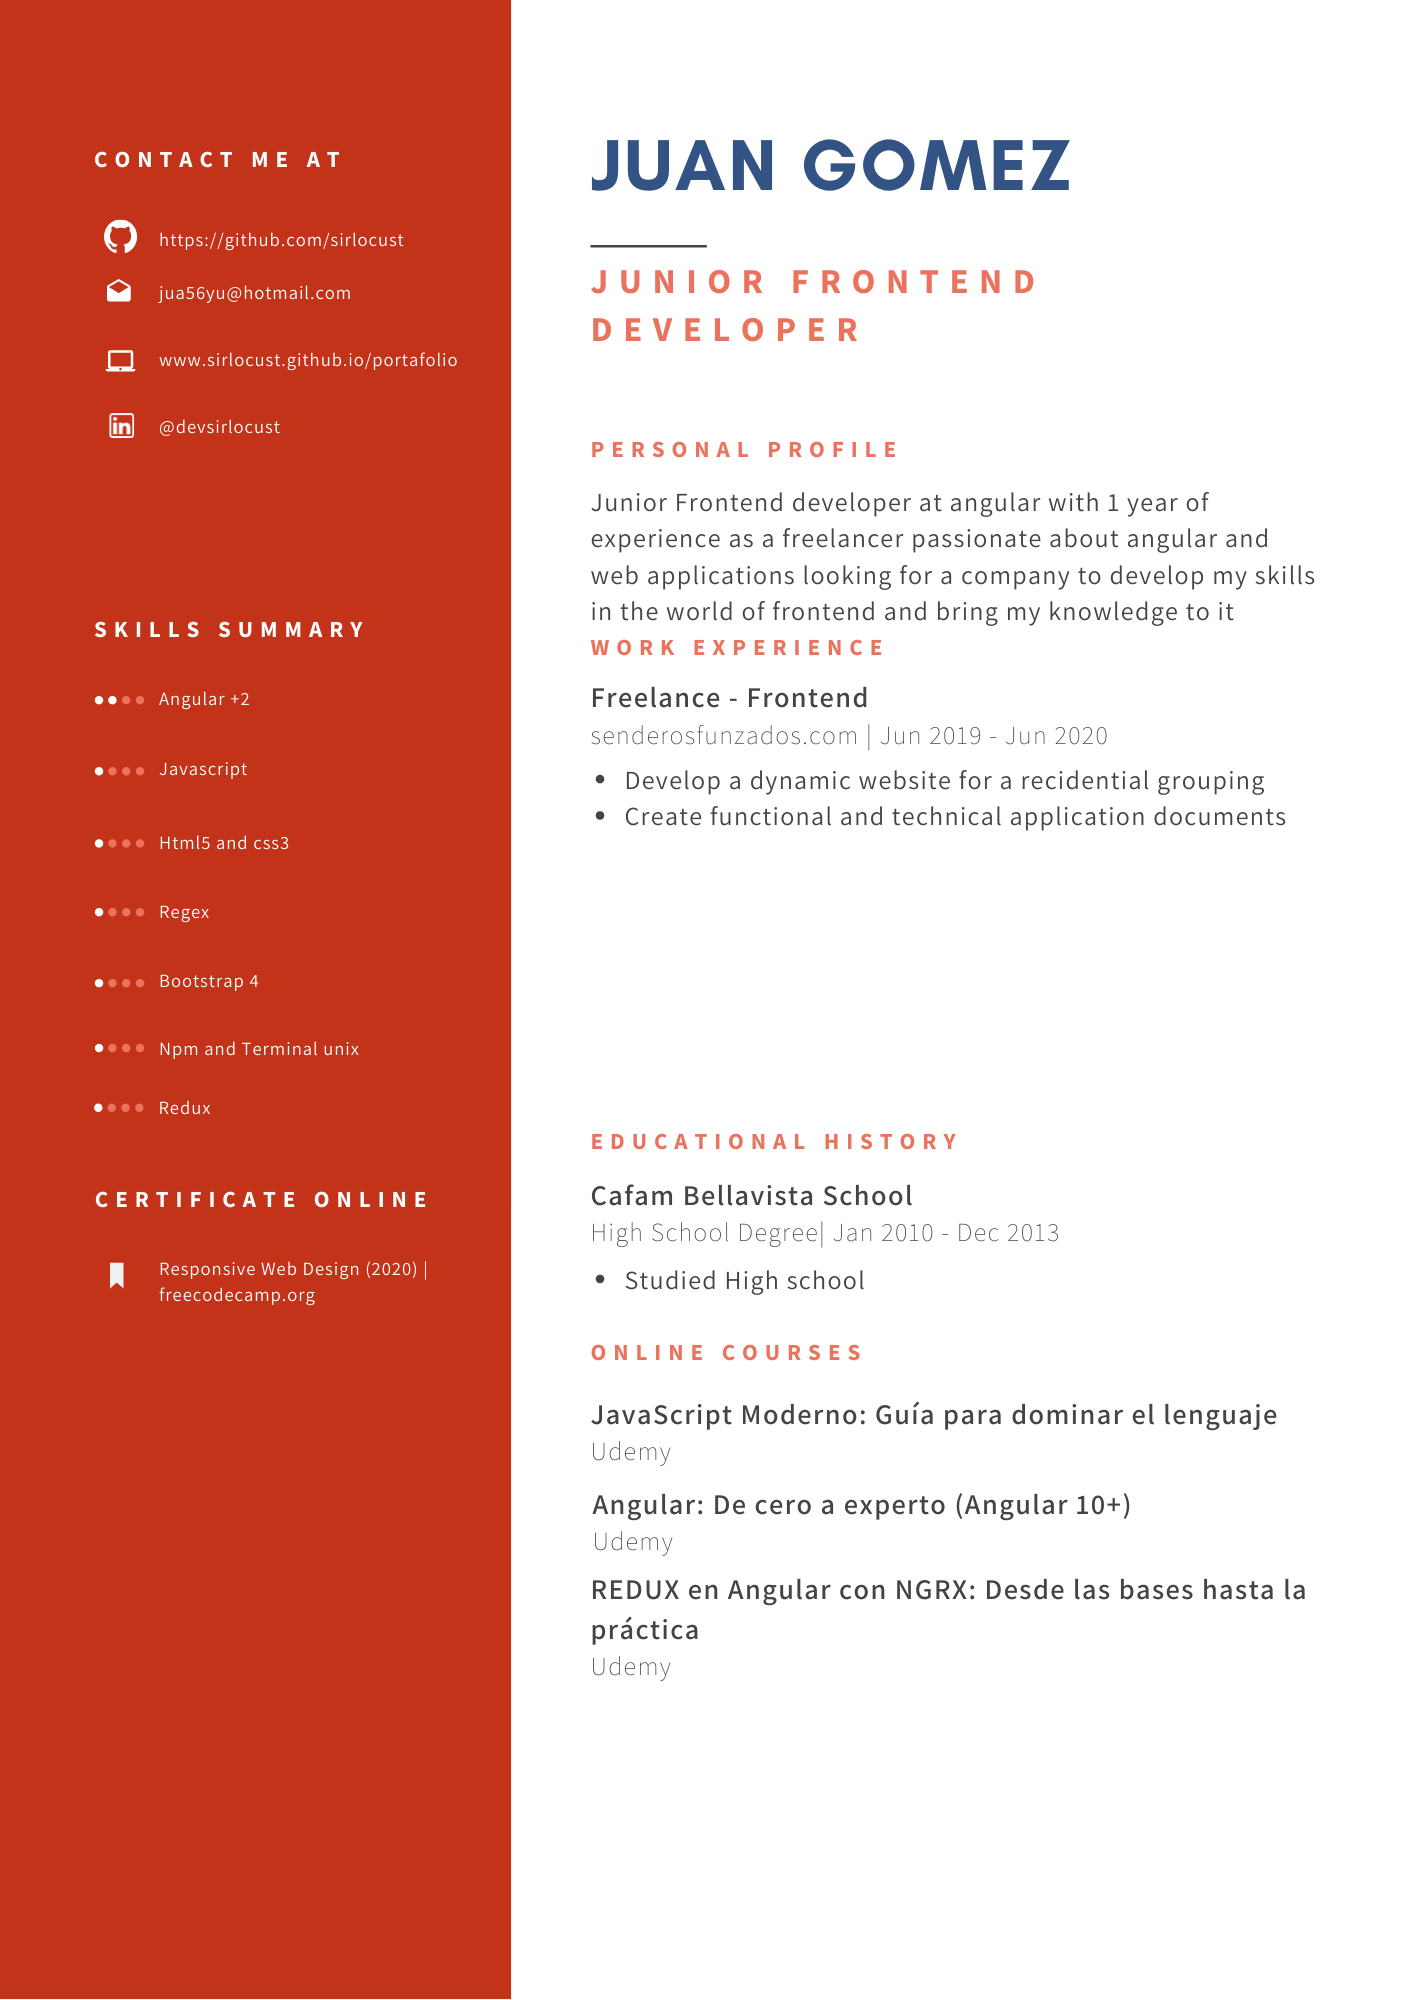 CONTACT ME AT
https://github.com/sirlocust
jua56yu@hotmail.com
www.sirlocust.github.io/portafolio
@devsirlocust
SKILLS SUMMARY
Angular +2
Javascript
Html5 and css3
Regex
Bootstrap 4
Npm and Terminal unix
Redux
CERTIFICATE ONLINE
Responsive Web Design (2020) |
freecodecamp.org
JUAN GOMEZ
JUNIOR FRONTEND
DEVELOPER
PERSONAL PROFILE
Junior Frontend developer at angular with 1 year of
experience as a freelancer passionate about angular and
web applications looking for a company to develop my skills
in the world of frontend and bring my knowledge to it
WORK EXPERIENCE
Freelance - Frontend
senderosfunzados.com | Jun 2019 - Jun 2020
• Develop a dynamic website for a recidential grouping
• Create functional and technical application documents
EDUCATIONAL HISTORY
Cafam Bellavista School
High School Degree| Jan 2010 - Dec 2013
• Studied High school
ONLINE COURSES
JavaScript Moderno: Guía para dominar el lenguaje
Udemy
Angular: De cero a experto (Angular 10+)
Udemy
REDUX en Angular con NGRX: Desde las bases hasta la
práctica
Udemy